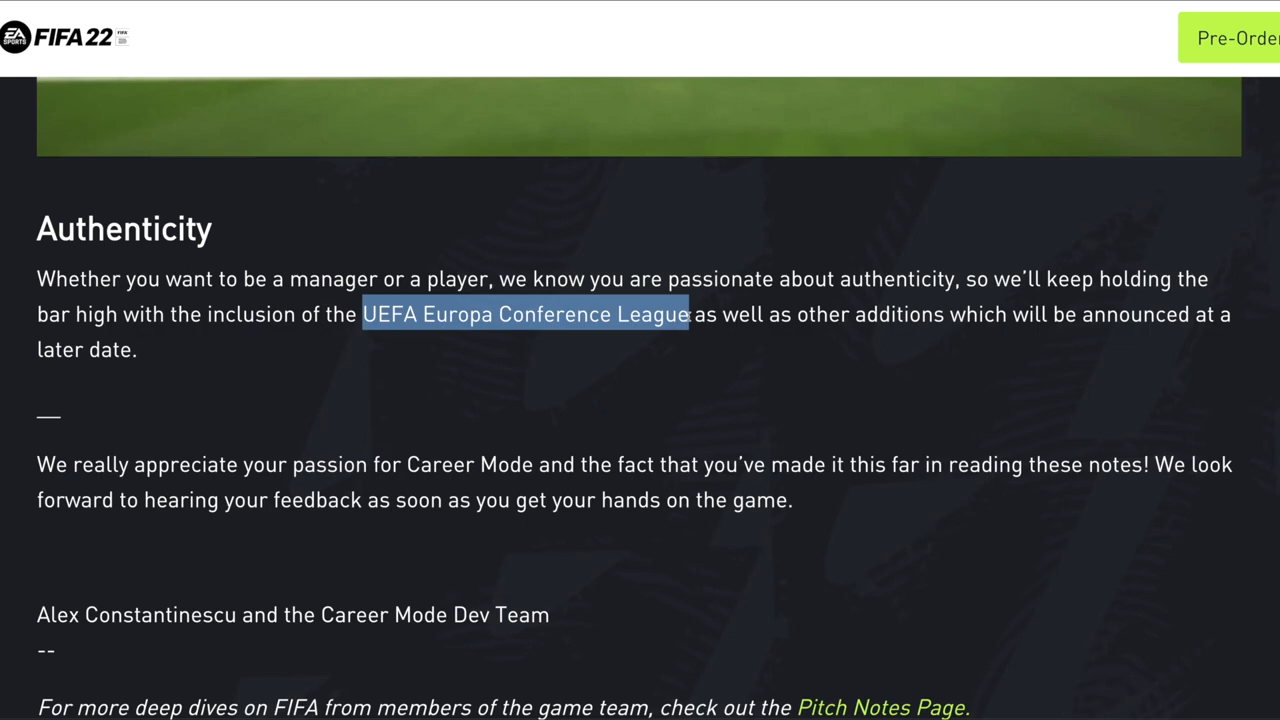 EA SPORTS FIFA 22
Pre-Order
Authenticity
Whether you want to be a manager or a player, we know you are passionate about authenticity, so we’ll keep holding the
bar high with the inclusion of the UEFA Europa Conference League as well as other additions which will be announced at a
later date.
—
We really appreciate your passion for Career Mode and the fact that you’ve made it this far in reading these notes! We look
forward to hearing your feedback as soon as you get your hands on the game.
Alex Constantinescu and the Career Mode Dev Team
--
For more deep dives on FIFA from members of the game team, check out the Pitch Notes Page.